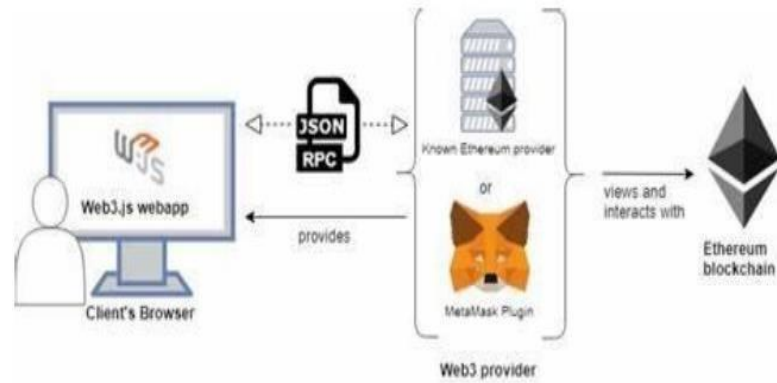 W3JS
Web3.js webapp
Client's Browser
JSON
RPC
provides
Known Ethereum provider
or
MetaMask Plugin
Web3 provider
views and
interacts with
Ethereum
blockchain